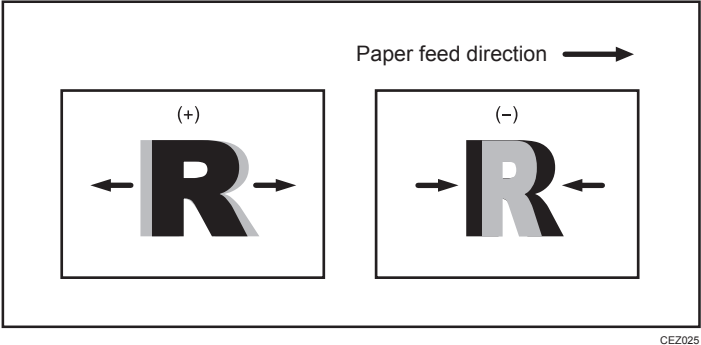 Paper feed direction
(+)
(−)
R
R
CEZ025